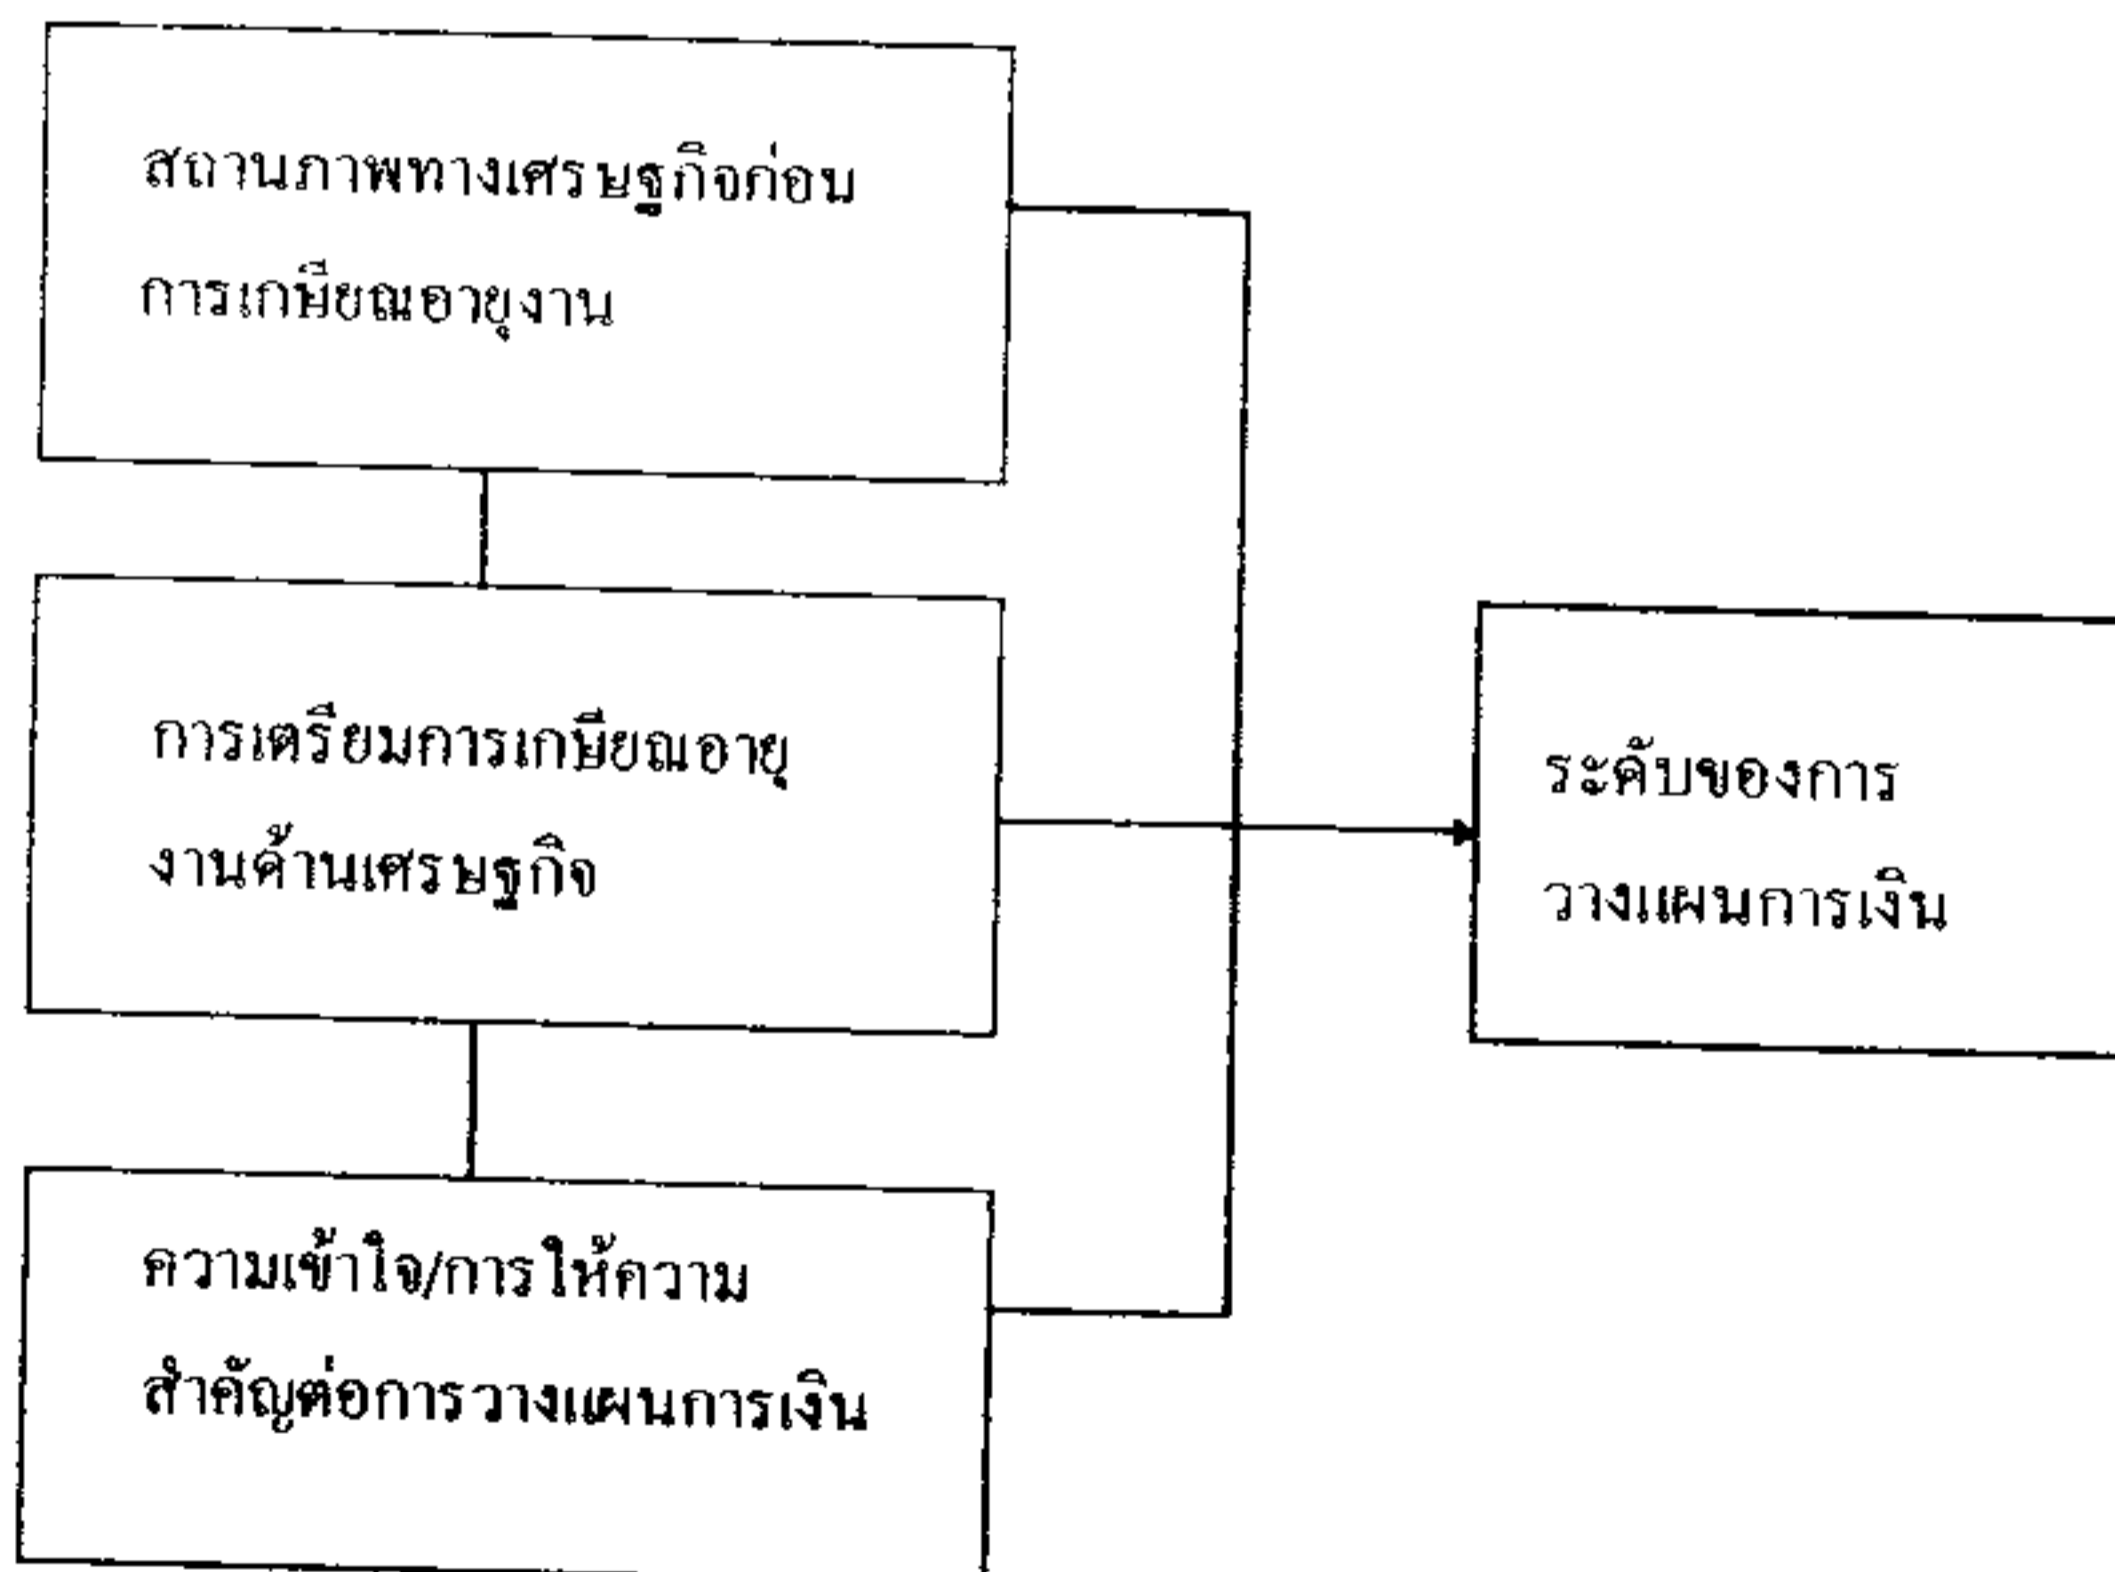 สถานภาพทางเศรษฐกิจก่อน
การเกษียณอายุงาน
การเตรียมการเกษียณอายุ
งานด้านเศรษฐกิจ
ความเข้าใจ/การให้ความ
สำคัญต่อการวางแผนการเงิน
ระดับของการ
วางแผนการเงิน